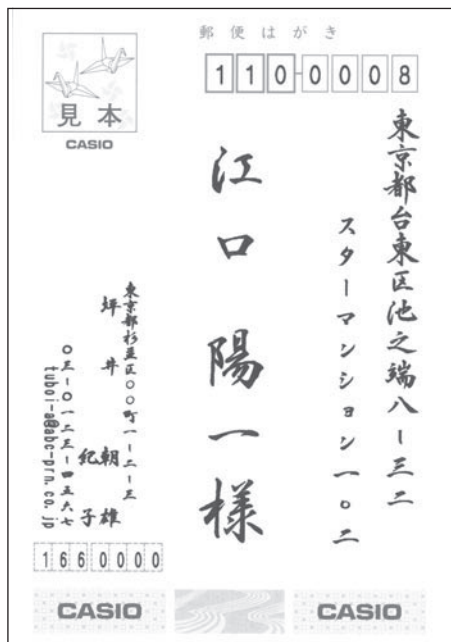 郵便はがき
110-0008
見本
CASIO
東京都台東区池之端八ー三二
スターマンション一〇二
江口陽一様
東京都杉並区〇〇町一ー二ー三
坪井朝雄
紀子
〇三ー〇一二三ー四五六七
tuboi-a@abc-prn.co.jp
1660000
CASIO
CASIO